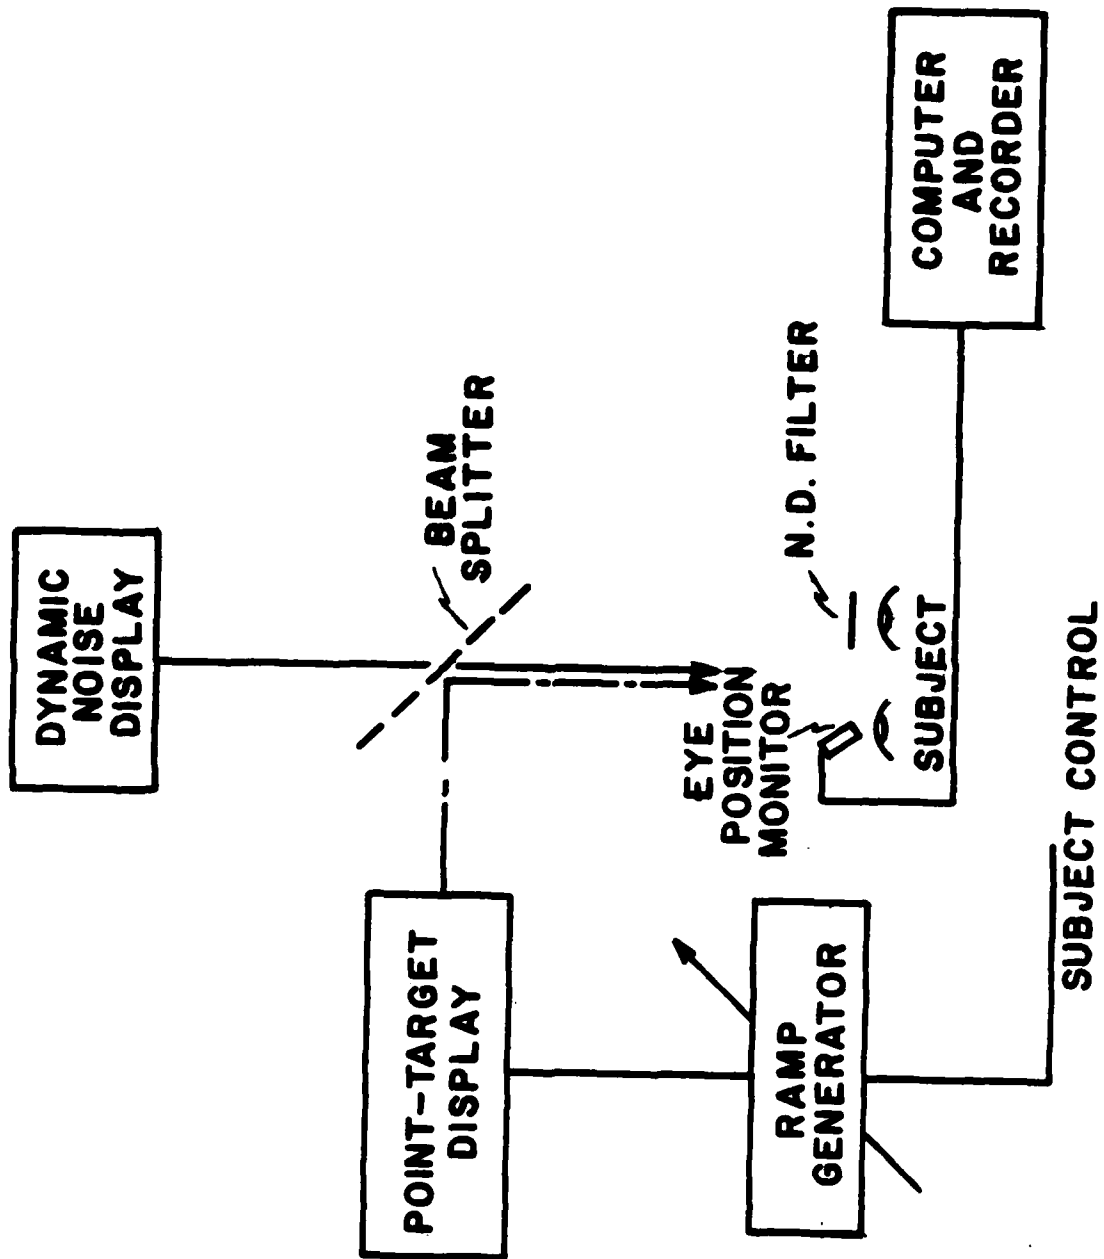 DYNAMIC
NOISE
DISPLAY
BEAM
SPLITTER
POINT-TARGET
DISPLAY
EYE
POSITION
MONITOR
N.D. FILTER
SUBJECT
RAMP
GENERATOR
SUBJECT CONTROL
COMPUTER
AND
RECORDER